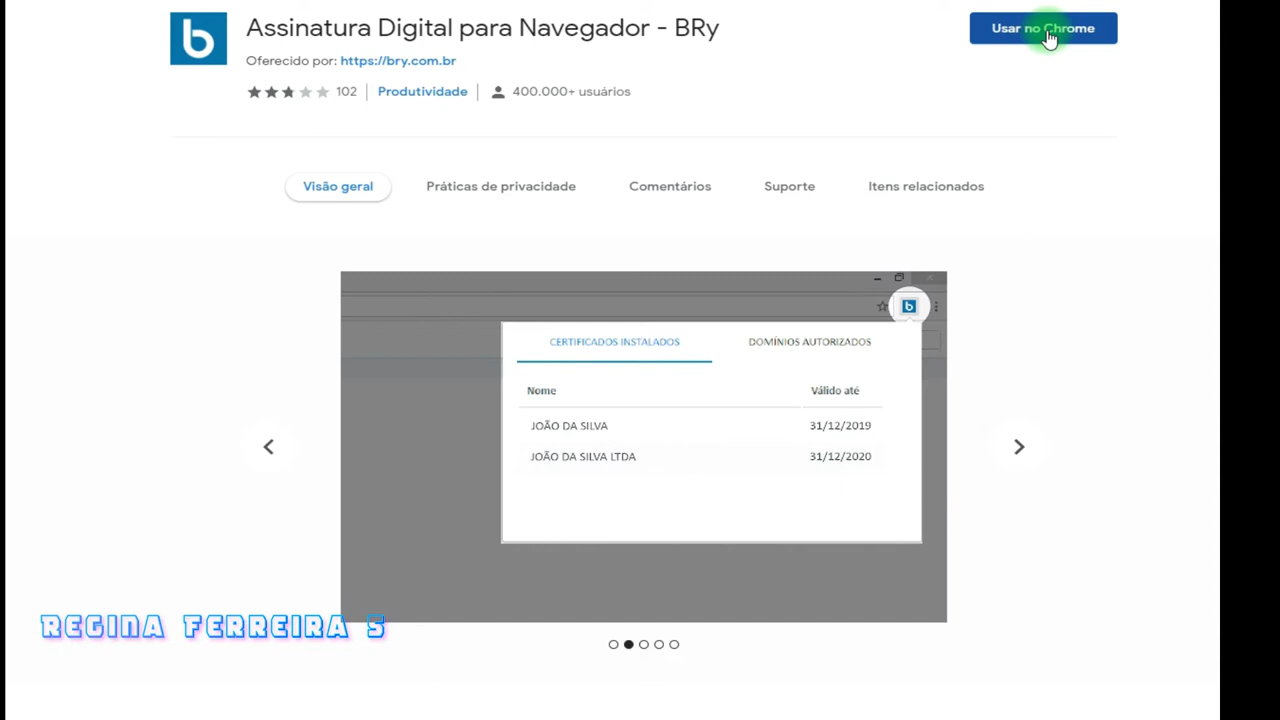 Assinatura Digital para Navegador - BRy
Usar no Chrome
Oferecido por: https://bry.com.br
102 Produtividade 400.000+ usuários
Visão geral Práticas de privacidade Comentários Suporte Itens relacionados
b
CERTIFICADOS INSTALADOS DOMÍNIOS AUTORIZADOS
Nome Válido até
JOÃO DA SILVA 31/12/2019
JOÃO DA SILVA LTDA 31/12/2020
REGINA FERREIRA S